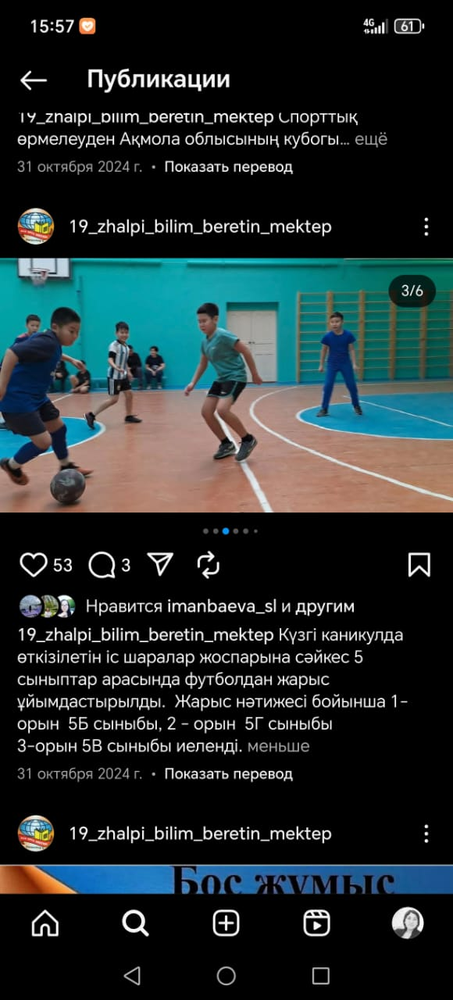 15:57
4G
61
Публикации
19_zhalpi_bilim_beretin_mektep Спорттық
өрмелеуден Ақмола облысының кубогы... ещё
31 октября 2024 г. • Показать перевод
19_zhalpi_bilim_beretin_mektep
3/6
53
3
Нравится imanbaeva_sl и другим
19_zhalpi_bilim_beretin_mektep Күзгі каникулда
өткізілетін іс шаралар жоспарына сәйкес 5
сыныптар арасында футболдан жарыс
ұйымдастырылды. Жарыс нәтижесі бойынша 1-
орын 5Б сыныбы, 2 - орын 5Г сыныбы
3-орын 5В сыныбы иеленді. меньше
31 октября 2024 г. • Показать перевод
19_zhalpi_bilim_beretin_mektep
Бос жұмыс